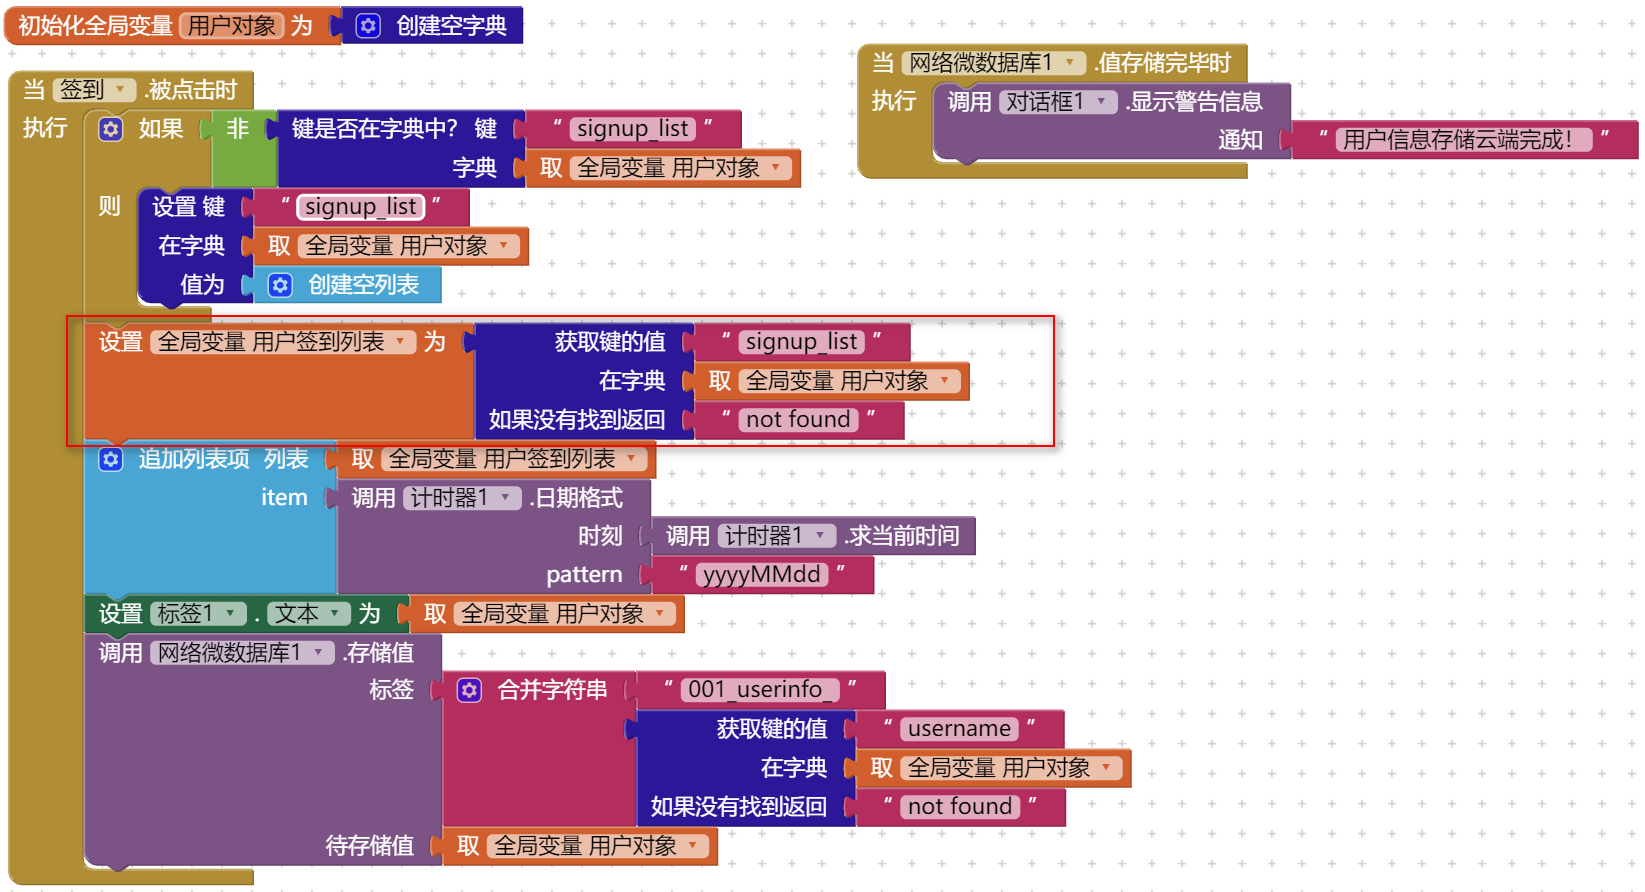 初始化全局变量 用户对象 为 创建空字典
当 签到 .被点击时
执行 如果 非 键是否在字典中? 键 “ signup_list ”
字典 取 全局变量 用户对象
则 设置 键 “ signup_list ”
在字典 取 全局变量 用户对象
值为 创建空列表
设置 全局变量 用户签到列表 为 获取键的值 “ signup_list ”
在字典 取 全局变量 用户对象
如果没有找到返回 “ not found ”
追加列表项 列表 取 全局变量 用户签到列表
item 调用 计时器1 .日期格式
时刻 调用 计时器1 .求当前时间
pattern “ yyyyMMdd ”
设置 标签1 . 文本 为 取 全局变量 用户对象
调用 网络微数据库1 .存储值
标签 合并字符串 “ 001_userinfo_ ”
获取键的值 “ username ”
在字典 取 全局变量 用户对象
如果没有找到返回 “ not found ”
待存储值 取 全局变量 用户对象
当 网络微数据库1 .值存储完毕时
执行 调用 对话框1 .显示警告信息
通知 “ 用户信息存储云端完成！ ”